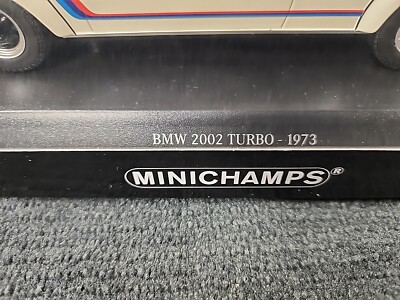 BMW 2002 TURBO - 1973
MINICHAMPS®